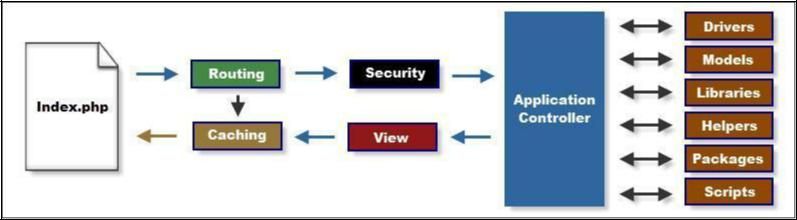 Index.php
Routing
Security
Caching
View
Application
Controller
Drivers
Models
Libraries
Helpers
Packages
Scripts